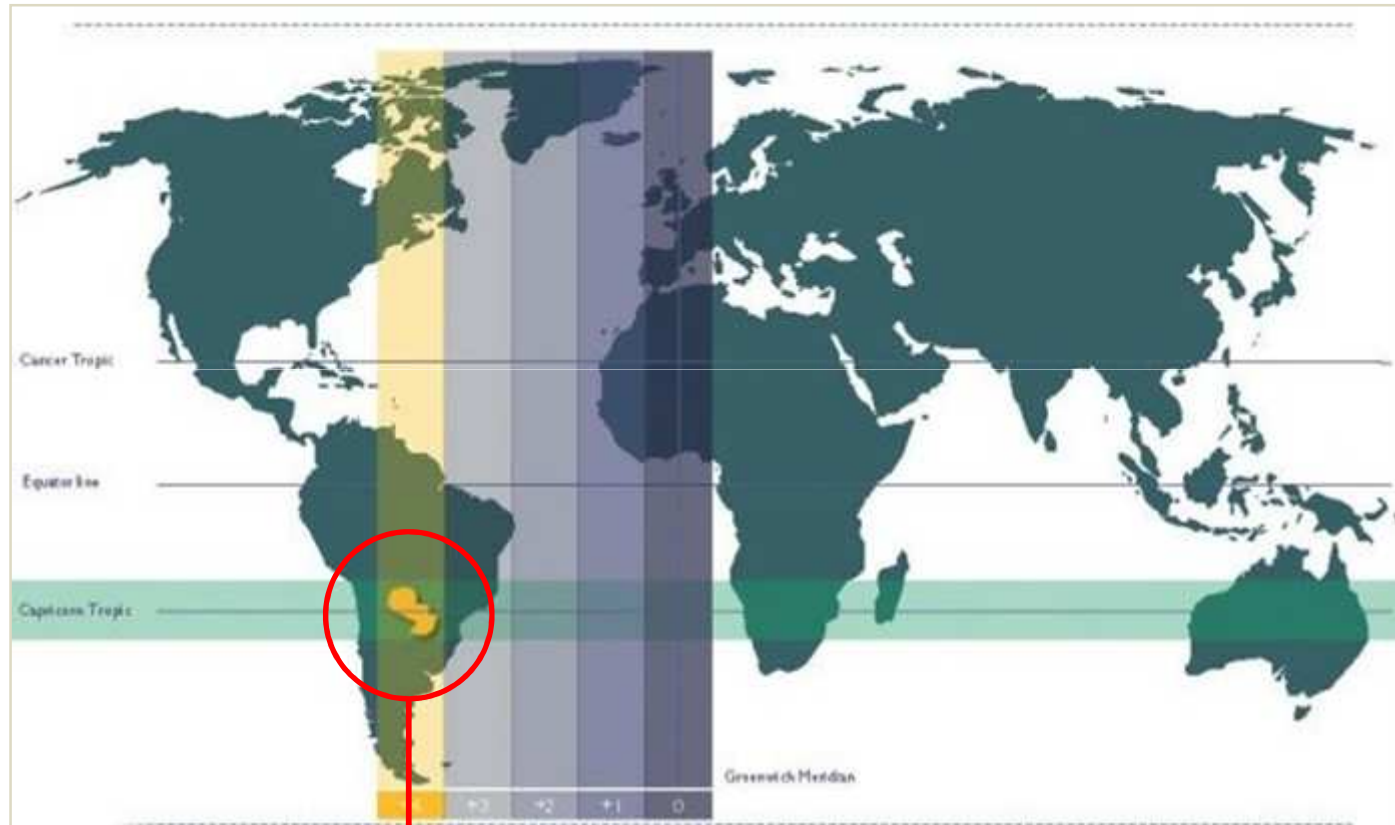 Cancer Tropic
Equator line
Capricorn Tropic
Greenwich Meridian
+3 +2 +1 0